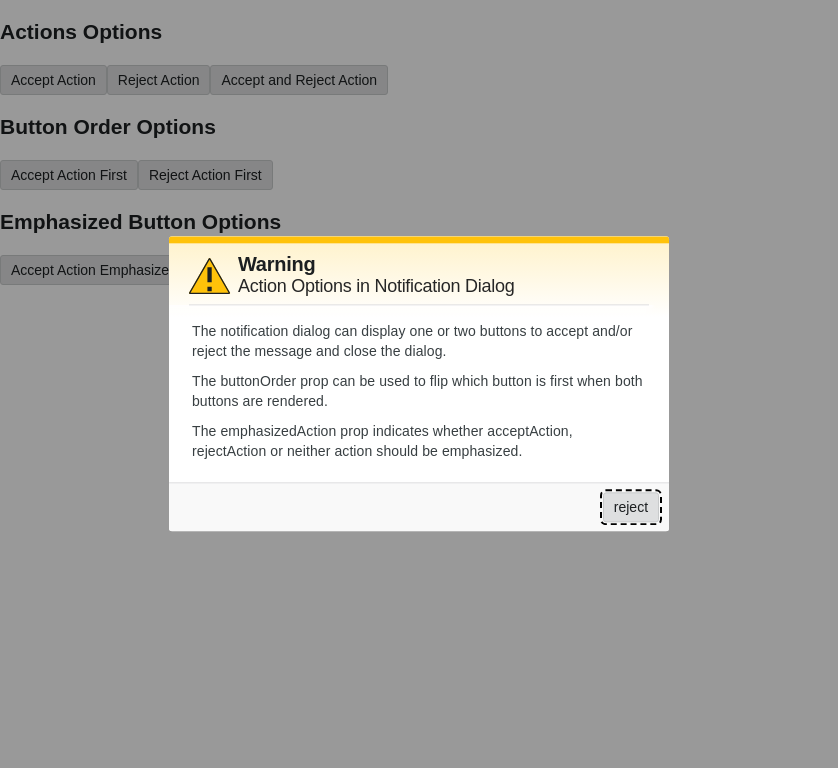 Actions Options
Accept Action Reject Action Accept and Reject Action
Button Order Options
Accept Action First Reject Action First
Emphasized Button Options
Accept Action Emphasize
Warning
Action Options in Notification Dialog
The notification dialog can display one or two buttons to accept and/or
reject the message and close the dialog.
The buttonOrder prop can be used to flip which button is first when both
buttons are rendered.
The emphasizedAction prop indicates whether acceptAction,
rejectAction or neither action should be emphasized.
reject